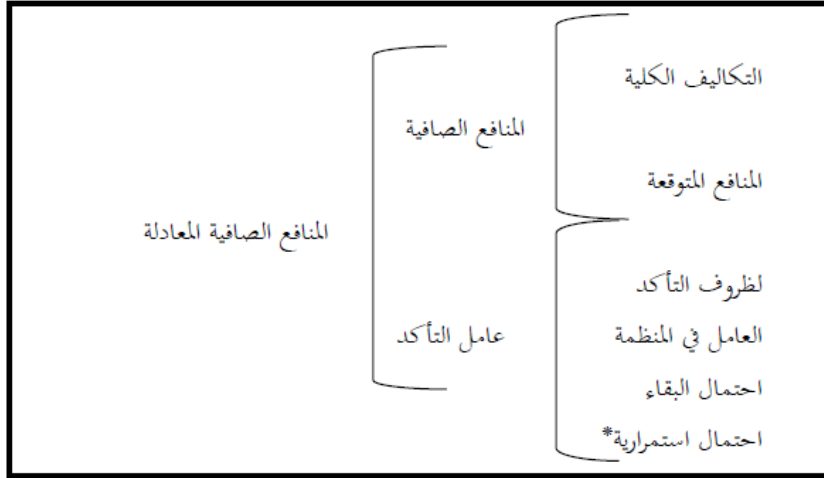 التكاليف الكلية
المنافع الصافية
المنافع المتوقعة
المنافع الصافية المعادلة
لظروف التأكد
عامل التأكد
العامل في المنظمة
احتمال البقاء
احتمال استمرارية*